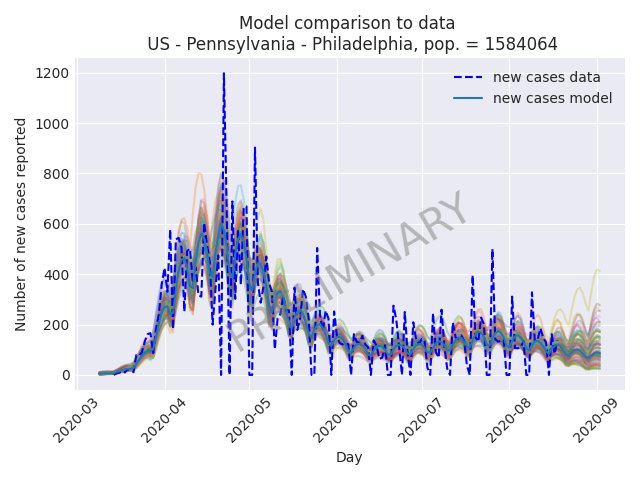 Model comparison to data
US - Pennsylvania - Philadelphia, pop. = 1584064
new cases data
new cases model
1200
1000
800
600
400
200
0
Number of new cases reported
PRELIMINARY
2020-03
2020-04
2020-05
2020-06
2020-07
2020-08
2020-09
Day